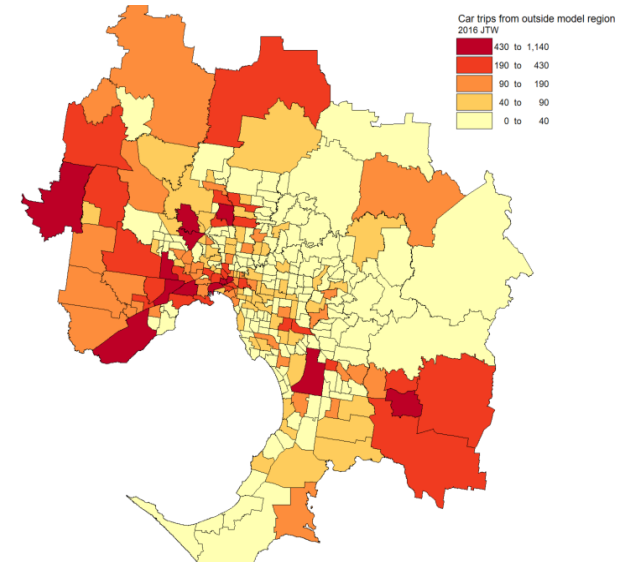 Car trips from outside model region
2016 JTW
430 to 1,140
190 to 430
90 to 190
40 to 90
0 to 40